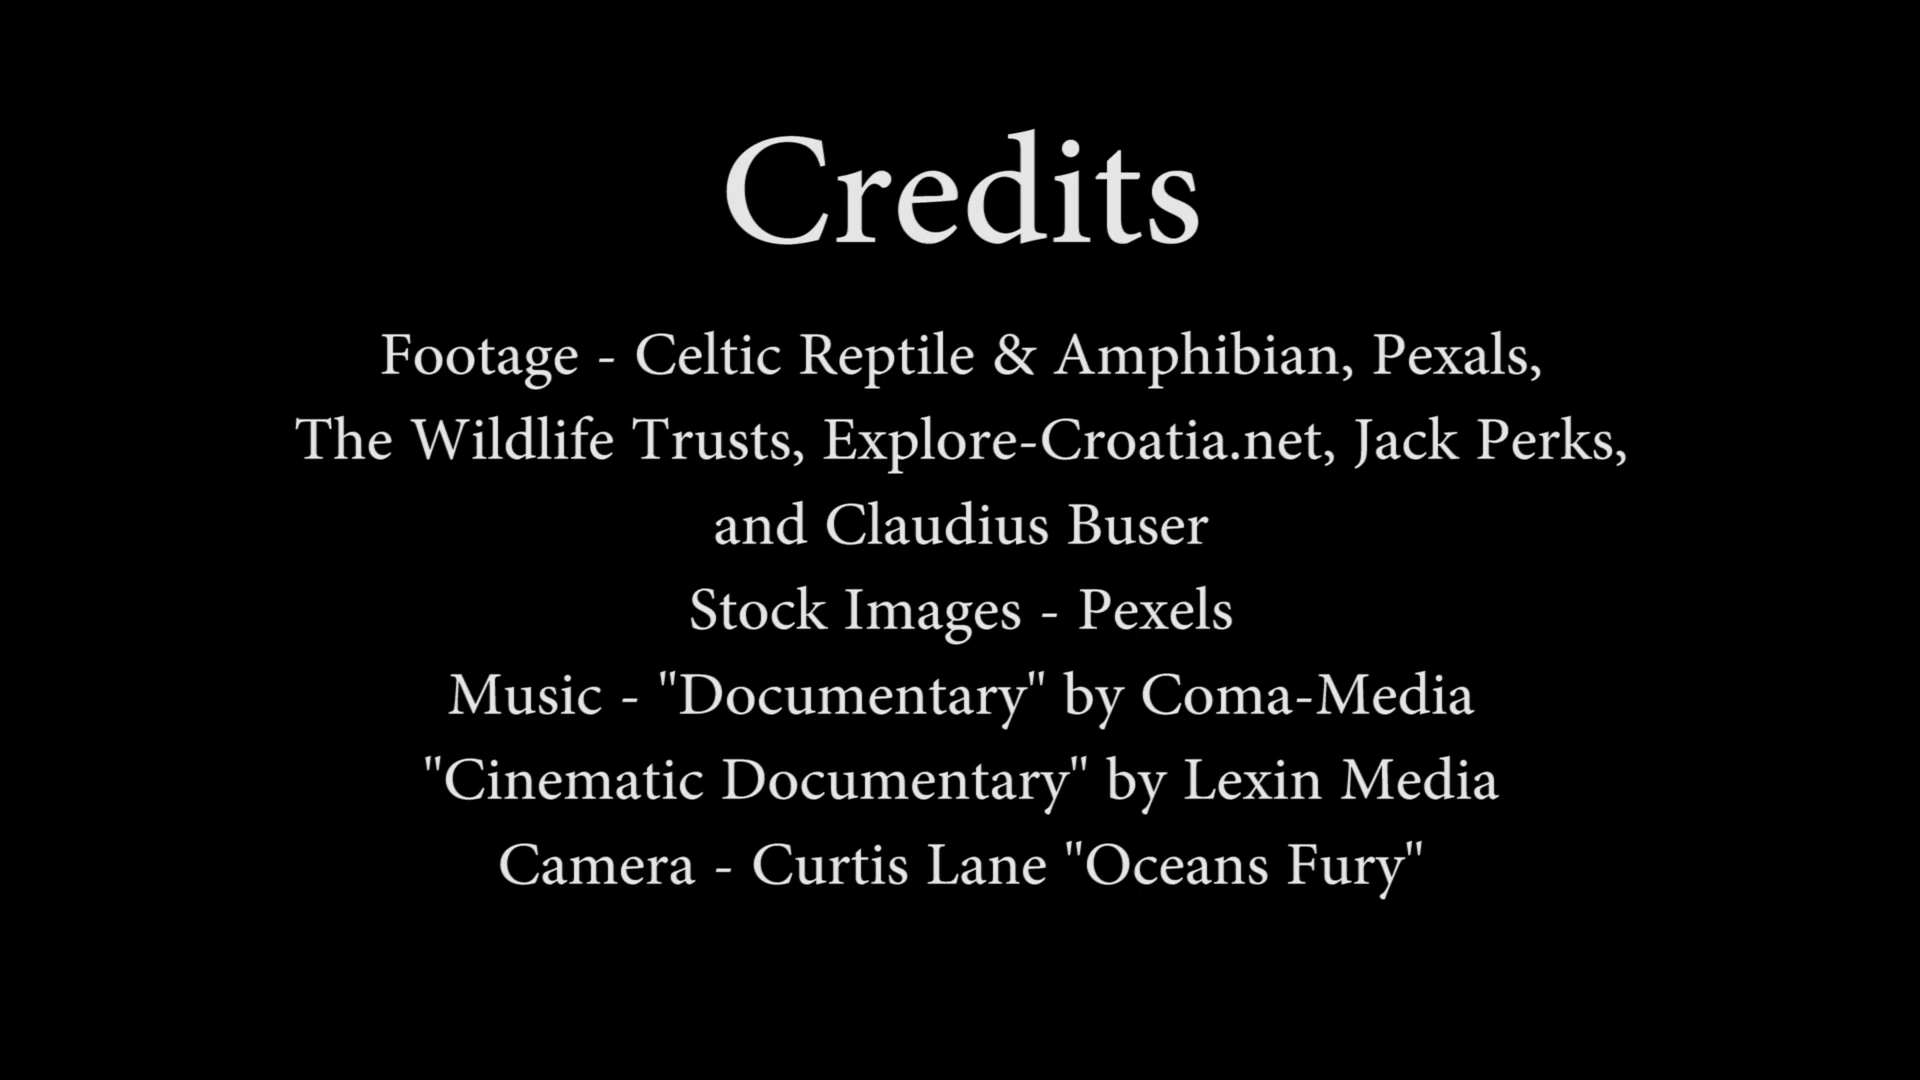 Credits
Footage - Celtic Reptile & Amphibian, Pexals,
The Wildlife Trusts, Explore-Croatia.net, Jack Perks,
and Claudius Buser
Stock Images - Pexels
Music - "Documentary" by Coma-Media
"Cinematic Documentary" by Lexin Media
Camera - Curtis Lane "Oceans Fury"